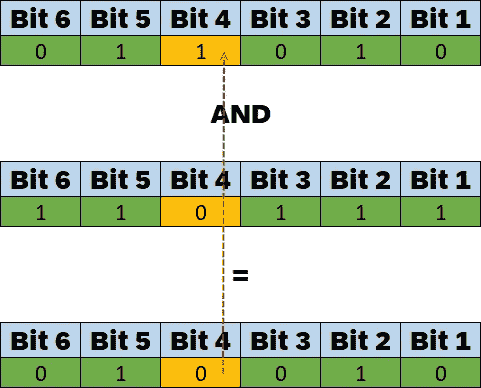 Bit 6 Bit 5 Bit 4 Bit 3 Bit 2 Bit 1
0 1 1 0 1 0
AND
Bit 6 Bit 5 Bit 4 Bit 3 Bit 2 Bit 1
1 1 0 1 1 1
=
Bit 6 Bit 5 Bit 4 Bit 3 Bit 2 Bit 1
0 1 0 0 1 0